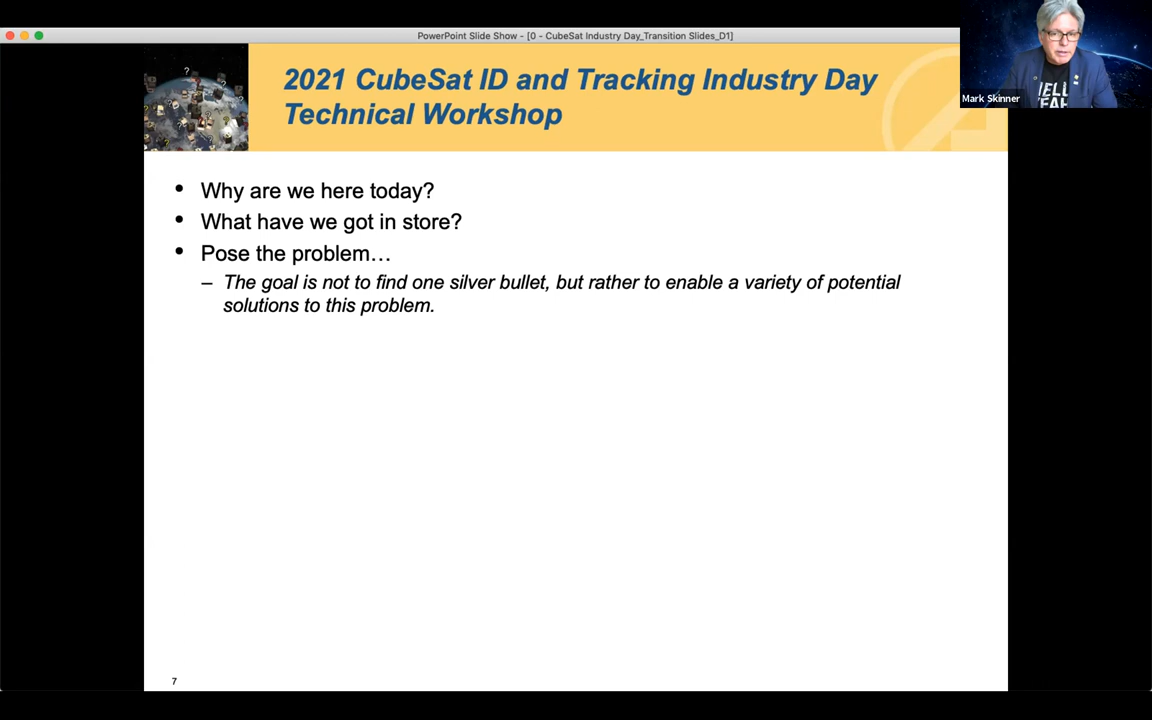 PowerPoint Slide Show - [0 - CubeSat Industry Day_Transition Slides_D1]
2021 CubeSat ID and Tracking Industry Day
Technical Workshop
Mark Skinner
• Why are we here today?
• What have we got in store?
• Pose the problem…
– The goal is not to find one silver bullet, but rather to enable a variety of potential
solutions to this problem.
7